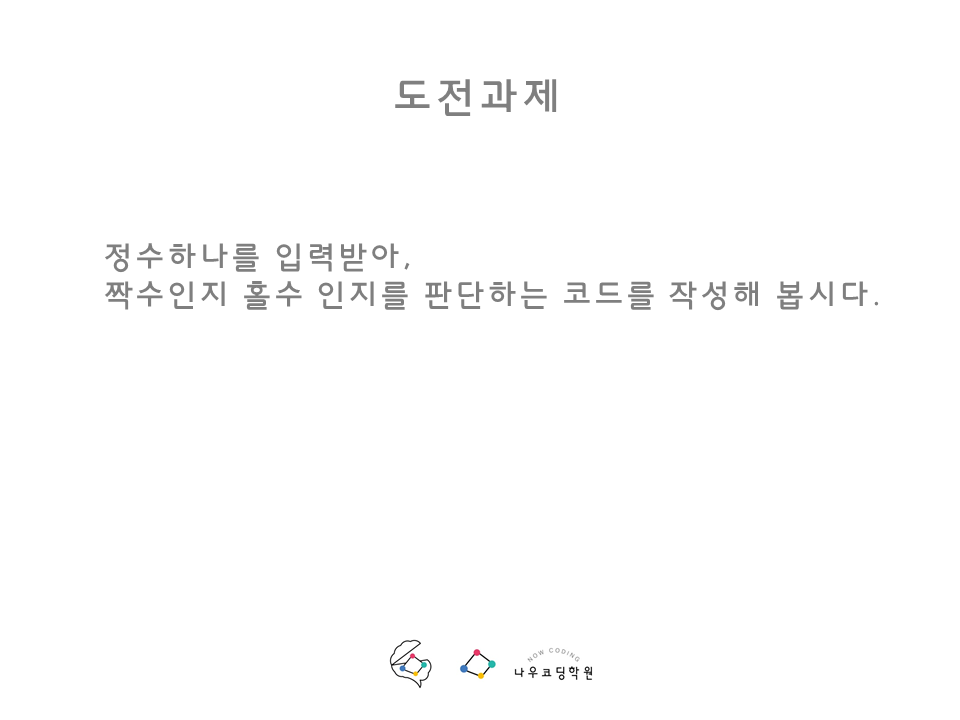 도전과제
정수하나를 입력받아,
짝수인지 홀수 인지를 판단하는 코드를 작성해 봅시다.
NOW CODING
나우코딩학원